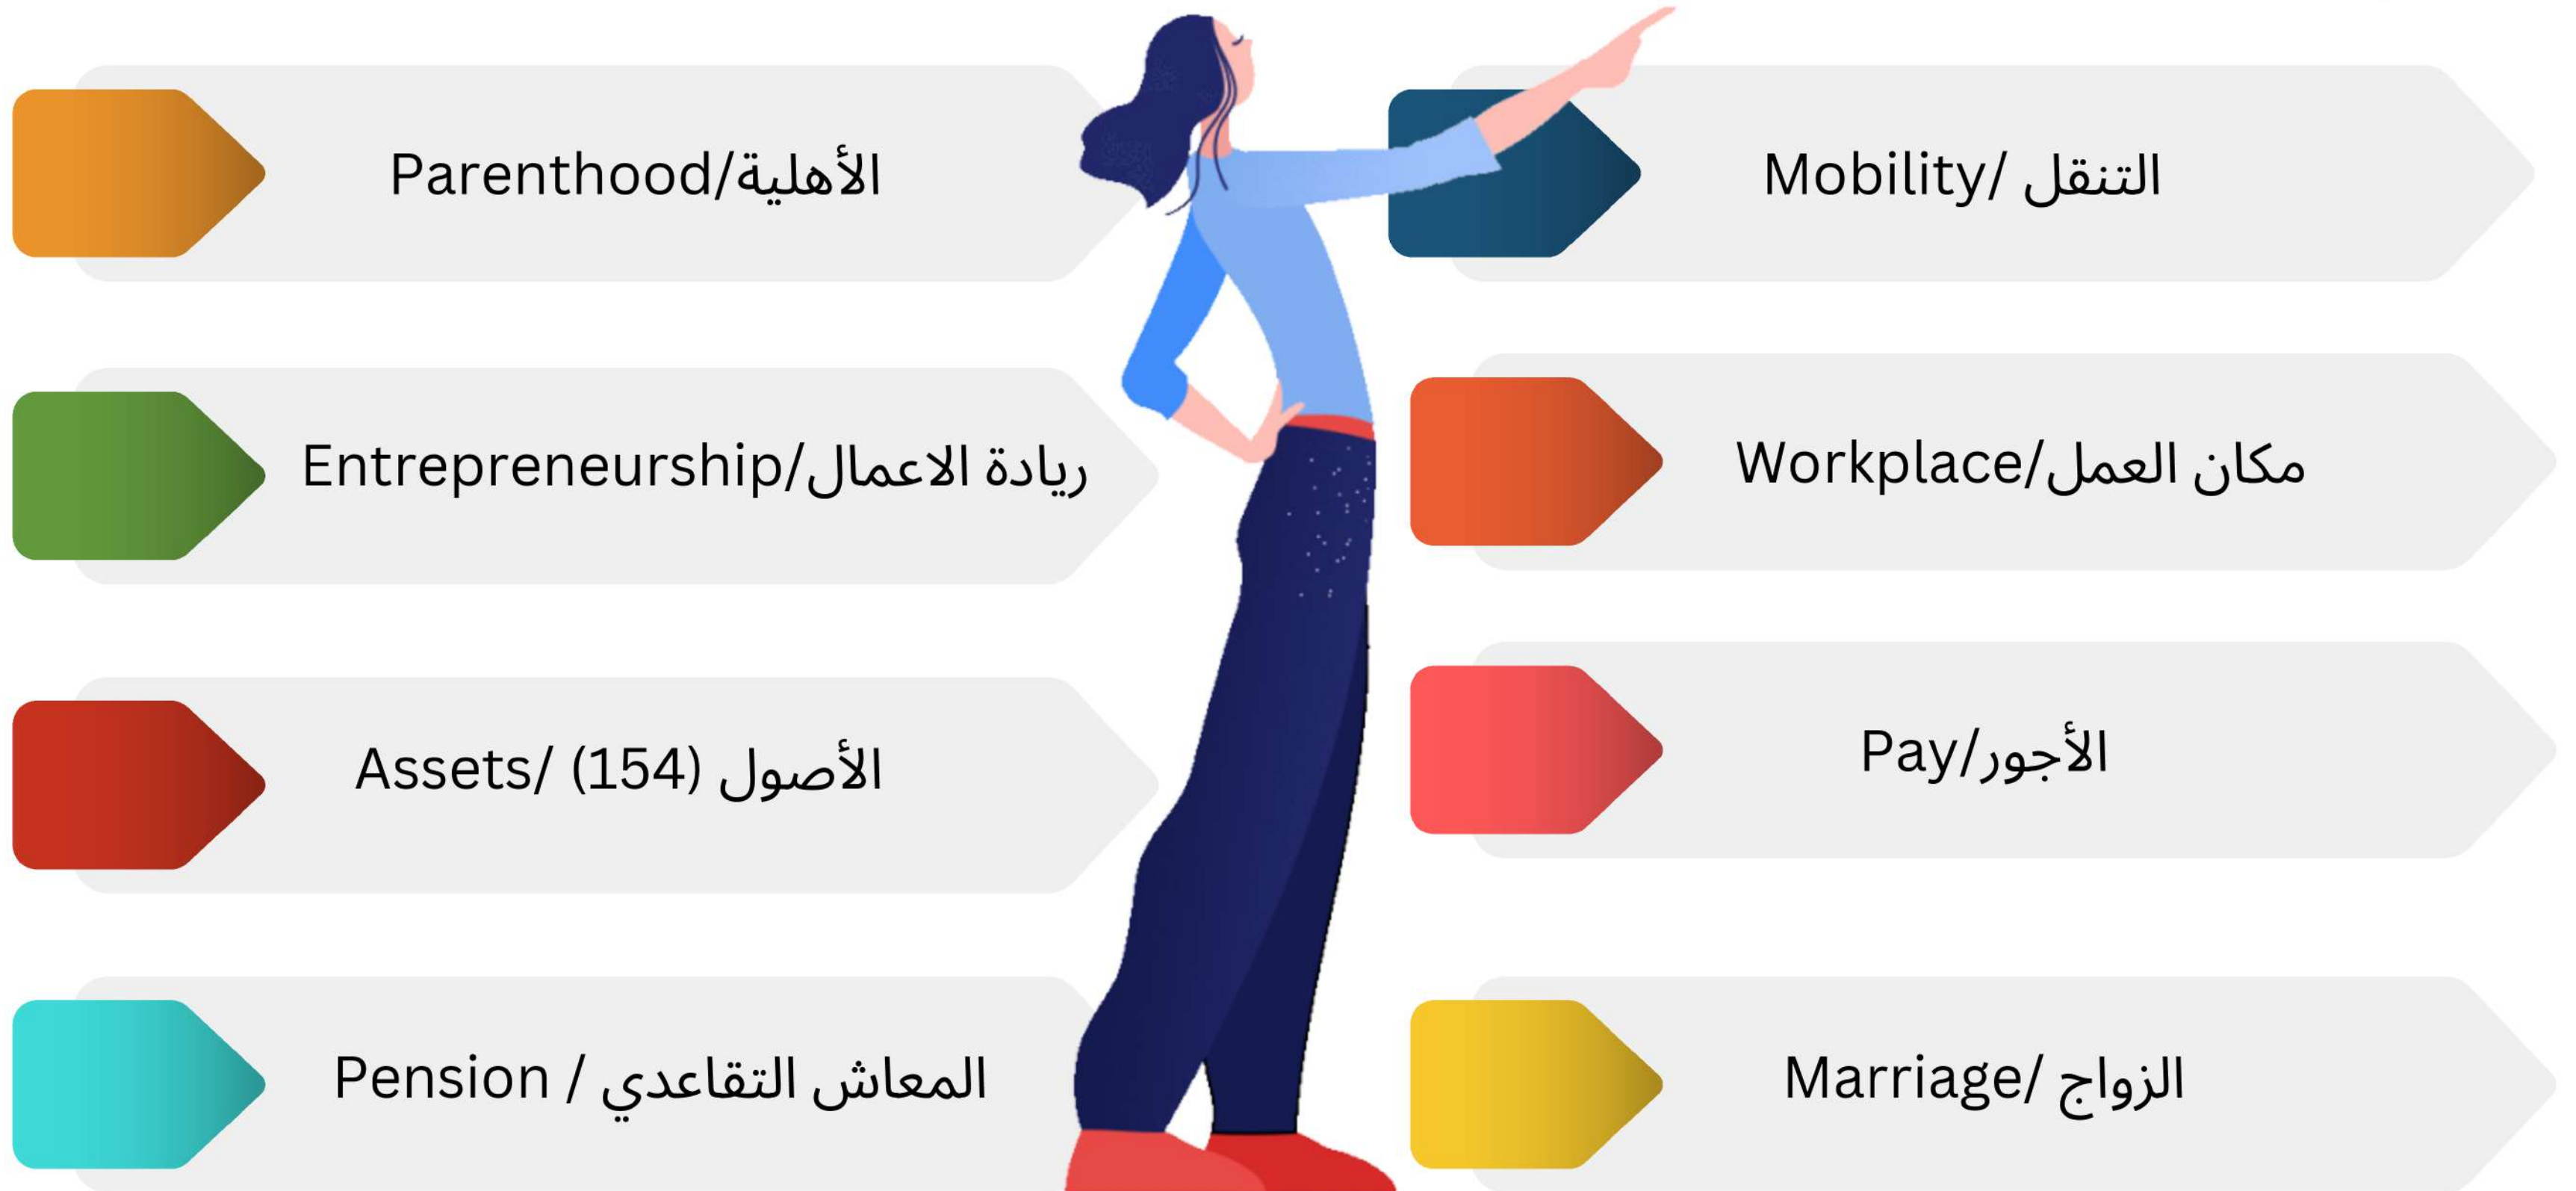 Parenthood/الأهلية
Mobility/ التنقل
Entrepreneurship/ريادة الاعمال
Workplace/مكان العمل
Assets/ (154) الأصول
Pay/الأجور
Pension / المعاش التقاعدي
Marriage/ الزواج